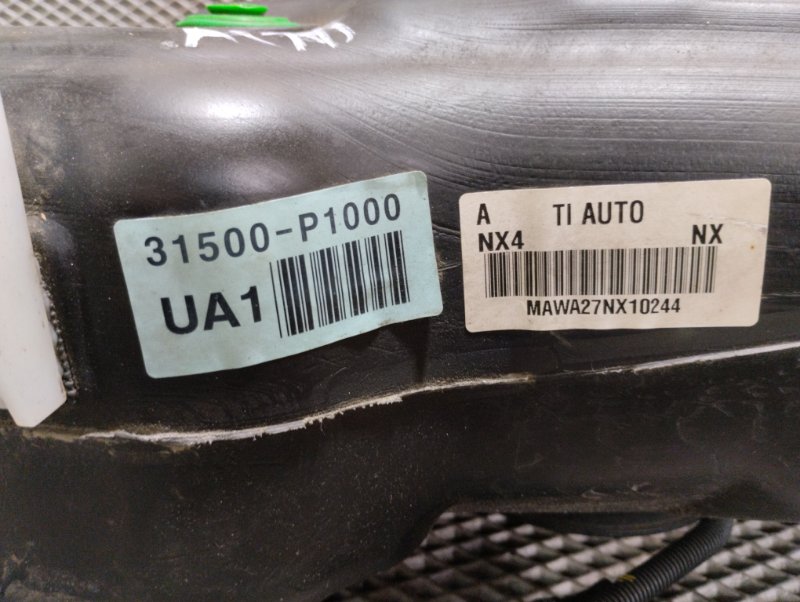 31500-P1000
UA1
A TI AUTO
NX4 NX
MAWA27NX10244